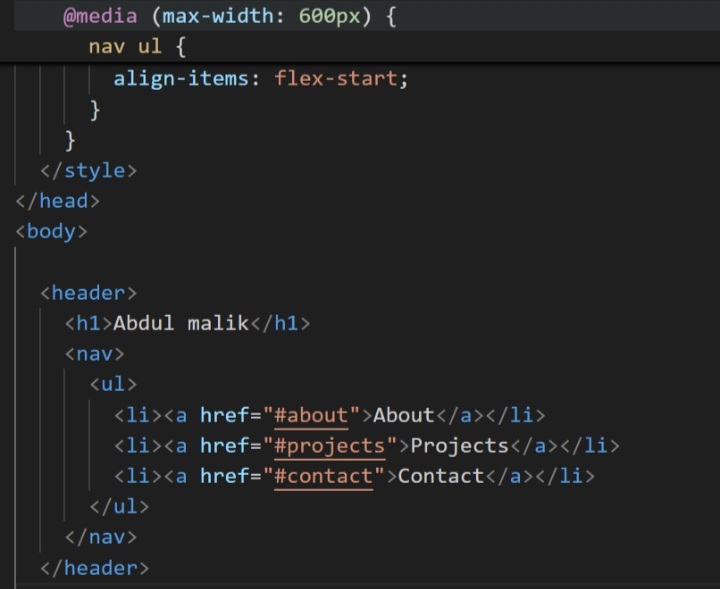 @media (max-width: 600px) {
nav ul {
align-items: flex-start;
}
}
</style>
</head>
<body>
<header>
<h1>Abdul malik</h1>
<nav>
<ul>
<li><a href="#about">About</a></li>
<li><a href="#projects">Projects</a></li>
<li><a href="#contact">Contact</a></li>
</ul>
</nav>
</header>